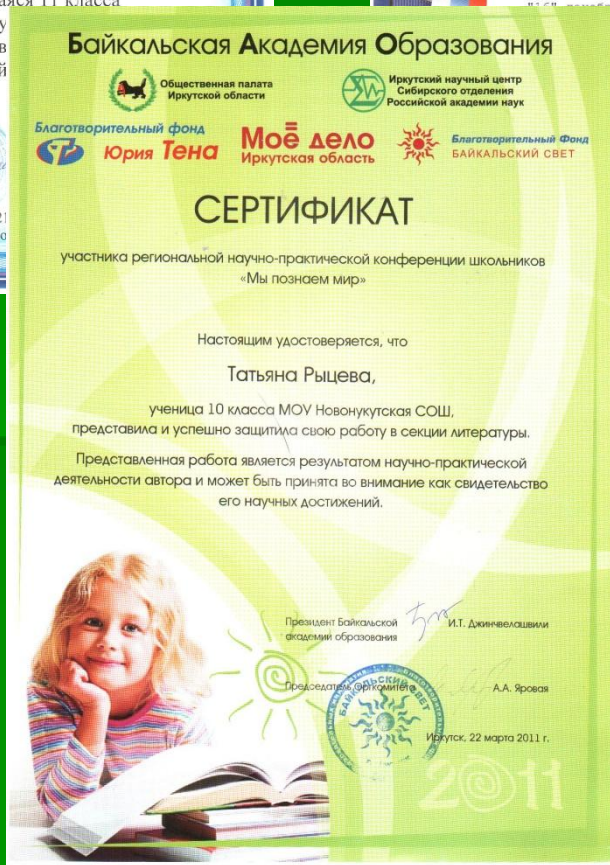 11 класса
Байкальская Академия Образования
Общественная палата
Иркутской области
Иркутский научный центр
Сибирского отделения
Российской академии наук
Благотворительный фонд
Юрия Тена
Моё дело
Иркутская область
Благотворительный Фонд
БАЙКАЛЬСКИЙ СВЕТ
СЕРТИФИКАТ
участника региональной научно-практической конференции школьников
«Мы познаем мир»
Настоящим удостоверяется, что
Татьяна Рыцева,
ученица 10 класса МОУ Новонукутская СОШ,
представила и успешно защитила свою работу в секции литературы.
Представленная работа является результатом научно-практической
деятельности автора и может быть принята во внимание как свидетельство
его научных достижений.
Президент Байкальской
академии образования
И.Т. Джинчвелашвили
Председатель Оргкомитета
А.А. Яровая
БАЙКАЛЬСКИЙ СВЕТ
Иркутск, 22 марта 2011 г.
2011